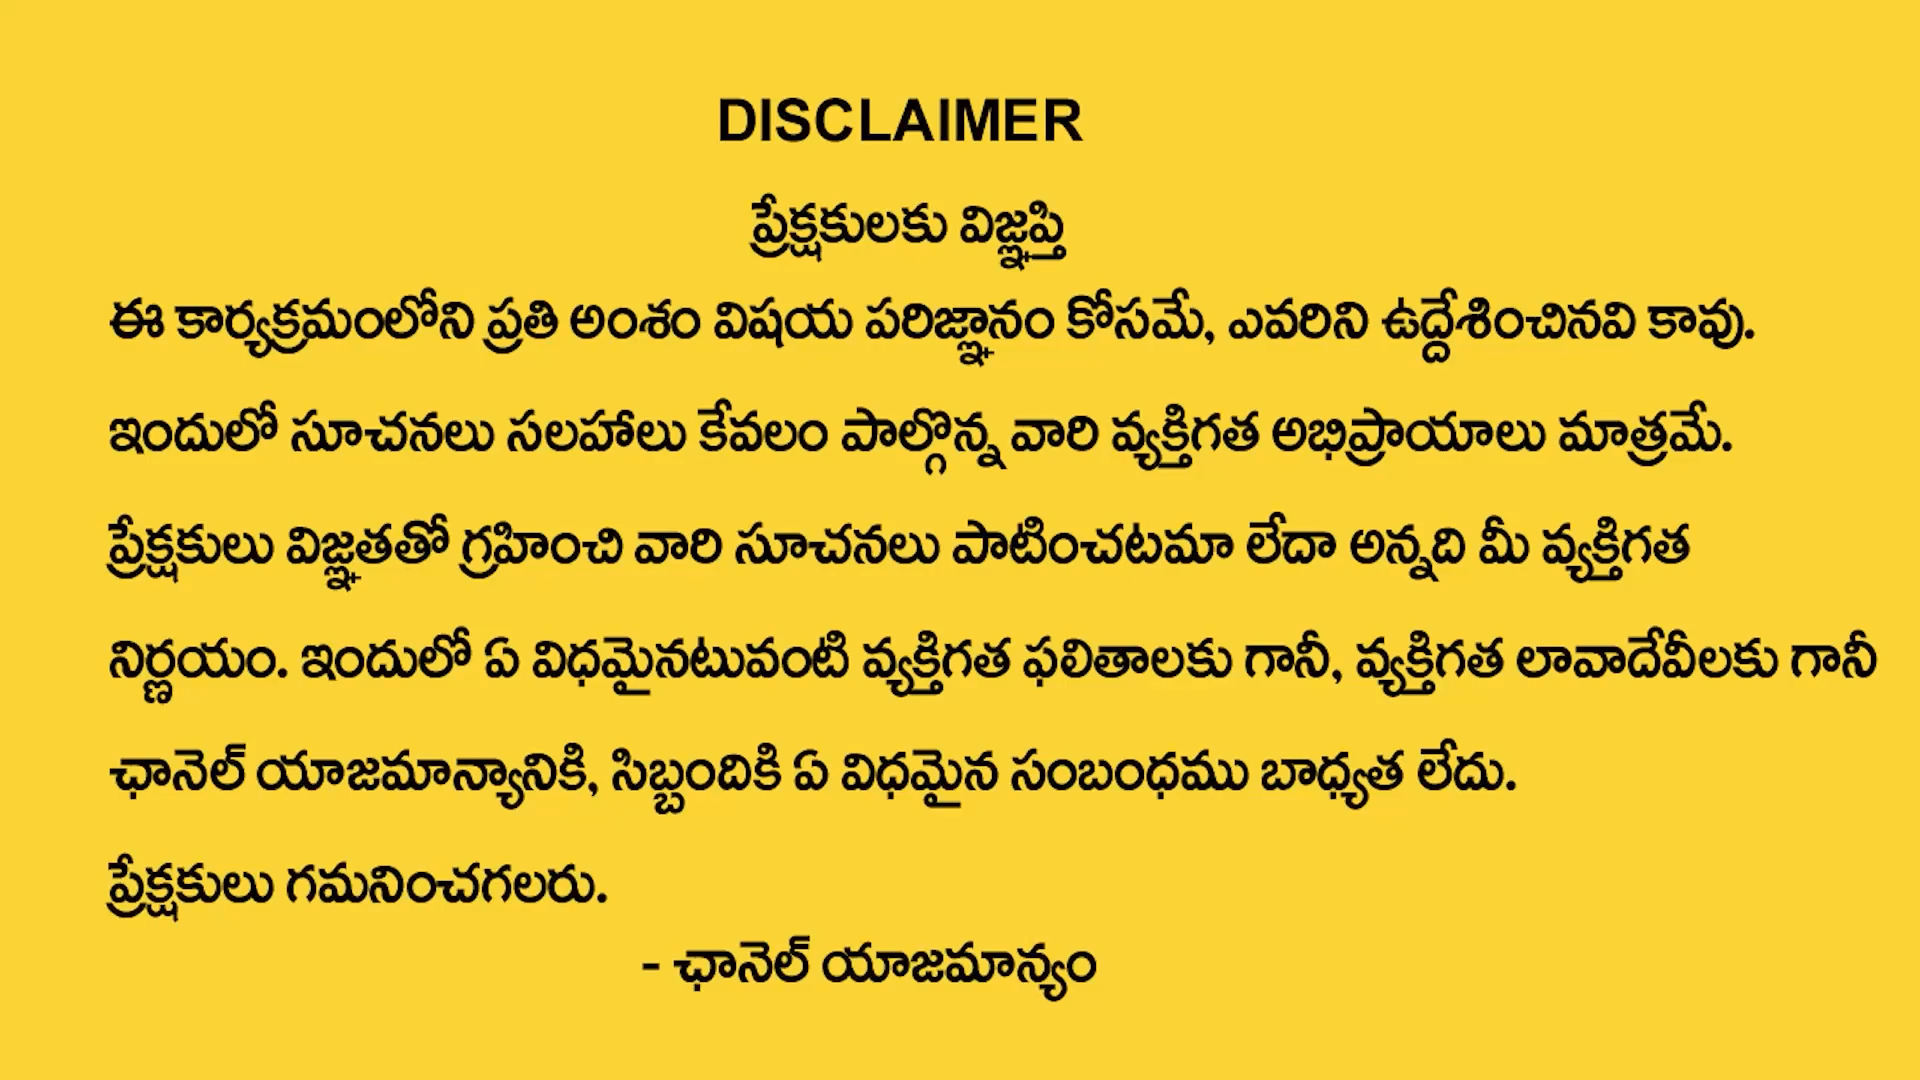 DISCLAIMER
ప్రేక్షకులకు విజ్ఞప్తి
ఈ కార్యక్రమంలోని ప్రతి అంశం విషయ పరిజ్ఞానం కోసమే, ఎవరిని ఉద్దేశించినవి కావు.
ఇందులో సూచనలు సలహాలు కేవలం పాల్గొన్న వారి వ్యక్తిగత అభిప్రాయాలు మాత్రమే.
ప్రేక్షకులు విజ్ఞతతో గ్రహించి వారి సూచనలు పాటించటమా లేదా అన్నది మీ వ్యక్తిగత
నిర్ణయం. ఇందులో ఏ విధమైనటువంటి వ్యక్తిగత ఫలితాలకు గానీ, వ్యక్తిగత లావాదేవీలకు గానీ
ఛానెల్ యాజమాన్యానికి, సిబ్బందికి ఏ విధమైన సంబంధము బాధ్యత లేదు.
ప్రేక్షకులు గమనించగలరు.
- ఛానెల్ యాజమాన్యం